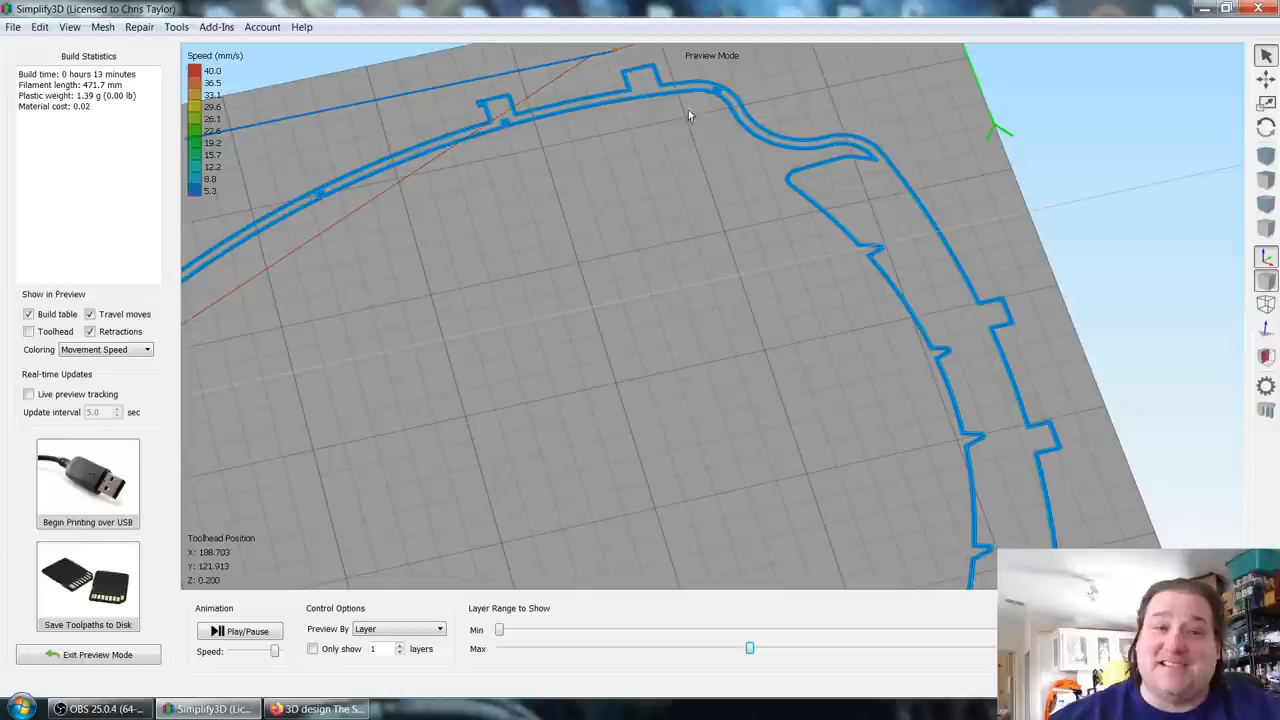 Simplify3D (Licensed to Chris Taylor)
File Edit View Mesh Repair Tools Add-Ins Account Help
Build Statistics
Build time: 0 hours 13 minutes
Filament length: 471.7 mm
Plastic weight: 1.39 g (0.00 lb)
Material cost: 0.02
Show in Preview
Build table Travel moves
Toolhead Retractions
Coloring Movement Speed
Real-time Updates
Live preview tracking
Update interval 5.0 sec
Begin Printing over USB
Save Toolpaths to Disk
Exit Preview Mode
Speed (mm/s)
40.0
36.5
33.1
29.6
26.1
22.6
19.2
15.7
12.2
8.8
5.3
Preview Mode
Toolhead Position
X: 188.703
Y: 121.913
Z: 0.200
Animation
Play/Pause
Speed:
Control Options
Preview By Layer
Only show 1 layers
Layer Range to Show
Min
Max
OBS 25.0.4 (64-...
Simplify3D (Lic...
3D design The S...